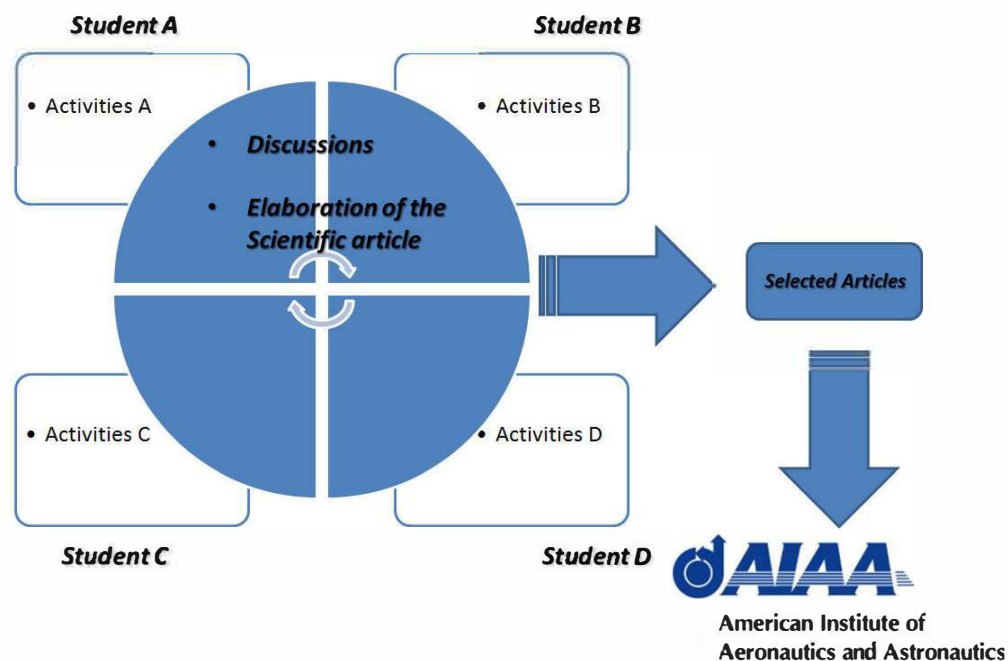 Student A
Student B
• Activities A
• Activities B
• Discussions
• Elaboration of the
Scientific article
Selected Articles
• Activities C
• Activities D
Student C
Student D
AIAA
American Institute of
Aeronautics and Astronautics